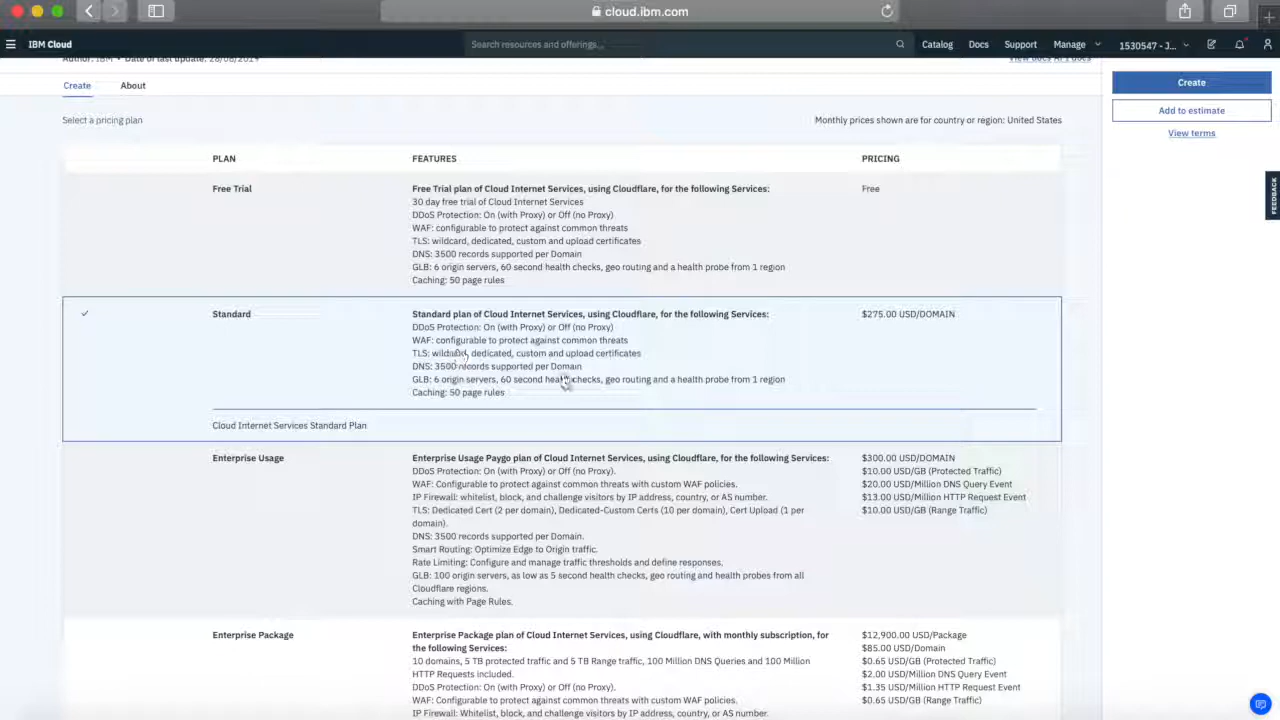 cloud.ibm.com
IBM Cloud
Search resources and offerings...
Catalog
Docs
Support
Manage
1530547 - J...
Author: IBM • Date of last update: 28/08/2019
View docs API docs
Create
About
Create
Add to estimate
View terms
FEEDBACK
Select a pricing plan
Monthly prices shown are for country or region: United States
PLAN
FEATURES
PRICING
Free Trial
Free Trial plan of Cloud Internet Services, using Cloudflare, for the following Services:
Free
30 day free trial of Cloud Internet Services
DDoS Protection: On (with Proxy) or Off (no Proxy)
WAF: configurable to protect against common threats
TLS: wildcard, dedicated, custom and upload certificates
DNS: 3500 records supported per Domain
GLB: 6 origin servers, 60 second health checks, geo routing and a health probe from 1 region
Caching: 50 page rules
Standard
Standard plan of Cloud Internet Services, using Cloudflare, for the following Services:
$275.00 USD/DOMAIN
DDoS Protection: On (with Proxy) or Off (no Proxy)
WAF: configurable to protect against common threats
TLS: wildcard, dedicated, custom and upload certificates
DNS: 3500 records supported per Domain
GLB: 6 origin servers, 60 second health checks, geo routing and a health probe from 1 region
Caching: 50 page rules
Cloud Internet Services Standard Plan
Enterprise Usage
Enterprise Usage Paygo plan of Cloud Internet Services, using Cloudflare, for the following Services:
$300.00 USD/DOMAIN
DDoS Protection: On (with Proxy) or Off (no Proxy).
$10.00 USD/GB (Protected Traffic)
WAF: Configurable to protect against common threats with custom WAF policies.
$20.00 USD/Million DNS Query Event
IP Firewall: whitelist, block, and challenge visitors by IP address, country, or AS number.
$13.00 USD/Million HTTP Request Event
TLS: Dedicated Cert (2 per domain), Dedicated-Custom Certs (10 per domain), Cert Upload (1 per
$10.00 USD/GB (Range Traffic)
domain).
DNS: 3500 records supported per Domain.
Smart Routing: Optimize Edge to Origin traffic.
Rate Limiting: Configure and manage traffic thresholds and define responses.
GLB: 100 origin servers, as low as 5 second health checks, geo routing and health probes from all
Cloudflare regions.
Caching with Page Rules.
Enterprise Package
Enterprise Package plan of Cloud Internet Services, using Cloudflare, with monthly subscription, for
$12,900.00 USD/Package
the following Services:
$85.00 USD/Domain
10 domains, 5 TB protected traffic and 5 TB Range traffic, 100 Million DNS Queries and 100 Million
$0.65 USD/GB (Protected Traffic)
HTTP Requests included.
$2.00 USD/Million DNS Query Event
DDoS Protection: On (with Proxy) or Off (no Proxy).
$1.35 USD/Million HTTP Request Event
WAF: Configurable to protect against common threats with custom WAF policies.
$0.65 USD/GB (Range Traffic)
IP Firewall: Whitelist, block, and challenge visitors by IP address, country, or AS number.